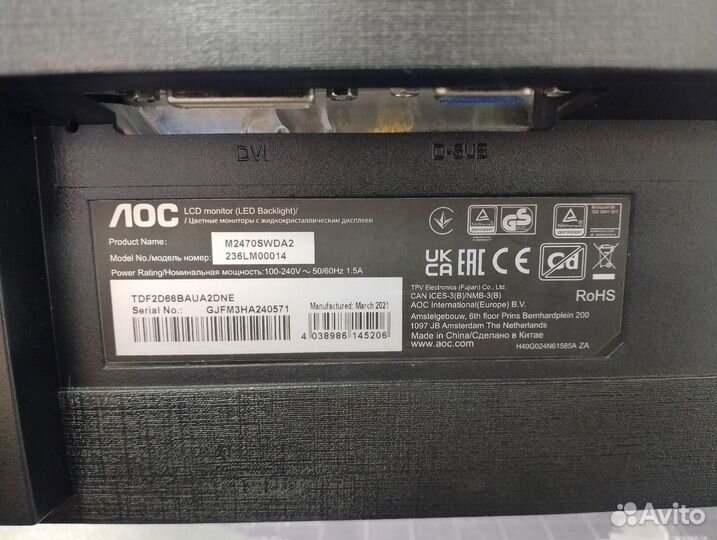 DVI D-SUB
AOC LCD monitor (LED Backlight)/
/ Цветные мониторы с жидкокристаллическим дисплеем
Product Name: M2470SWDA2
Model No./модель номер: 236LM00014
Power Rating/Номинальная мощность:100-240V ~ 50/60Hz 1.5A
TDF2D66BAUA2DNE
Serial No.: GJFM3HA240571
Manufactured: March 2021
4 038986 145206
GS
UK CA EAC CE Cd
RoHS
TPV Electronics (Fujian) Co., Ltd.
CAN ICES-3(B)/NMB-3(B)
AOC International(Europe) B.V.
Amstelgebouw, 6th floor Prins Bernhardplein 200
1097 JB Amsterdam The Netherlands
Made in China/Сделано в Китае
www.aoc.com
H40G024N61585A ZA
Avito